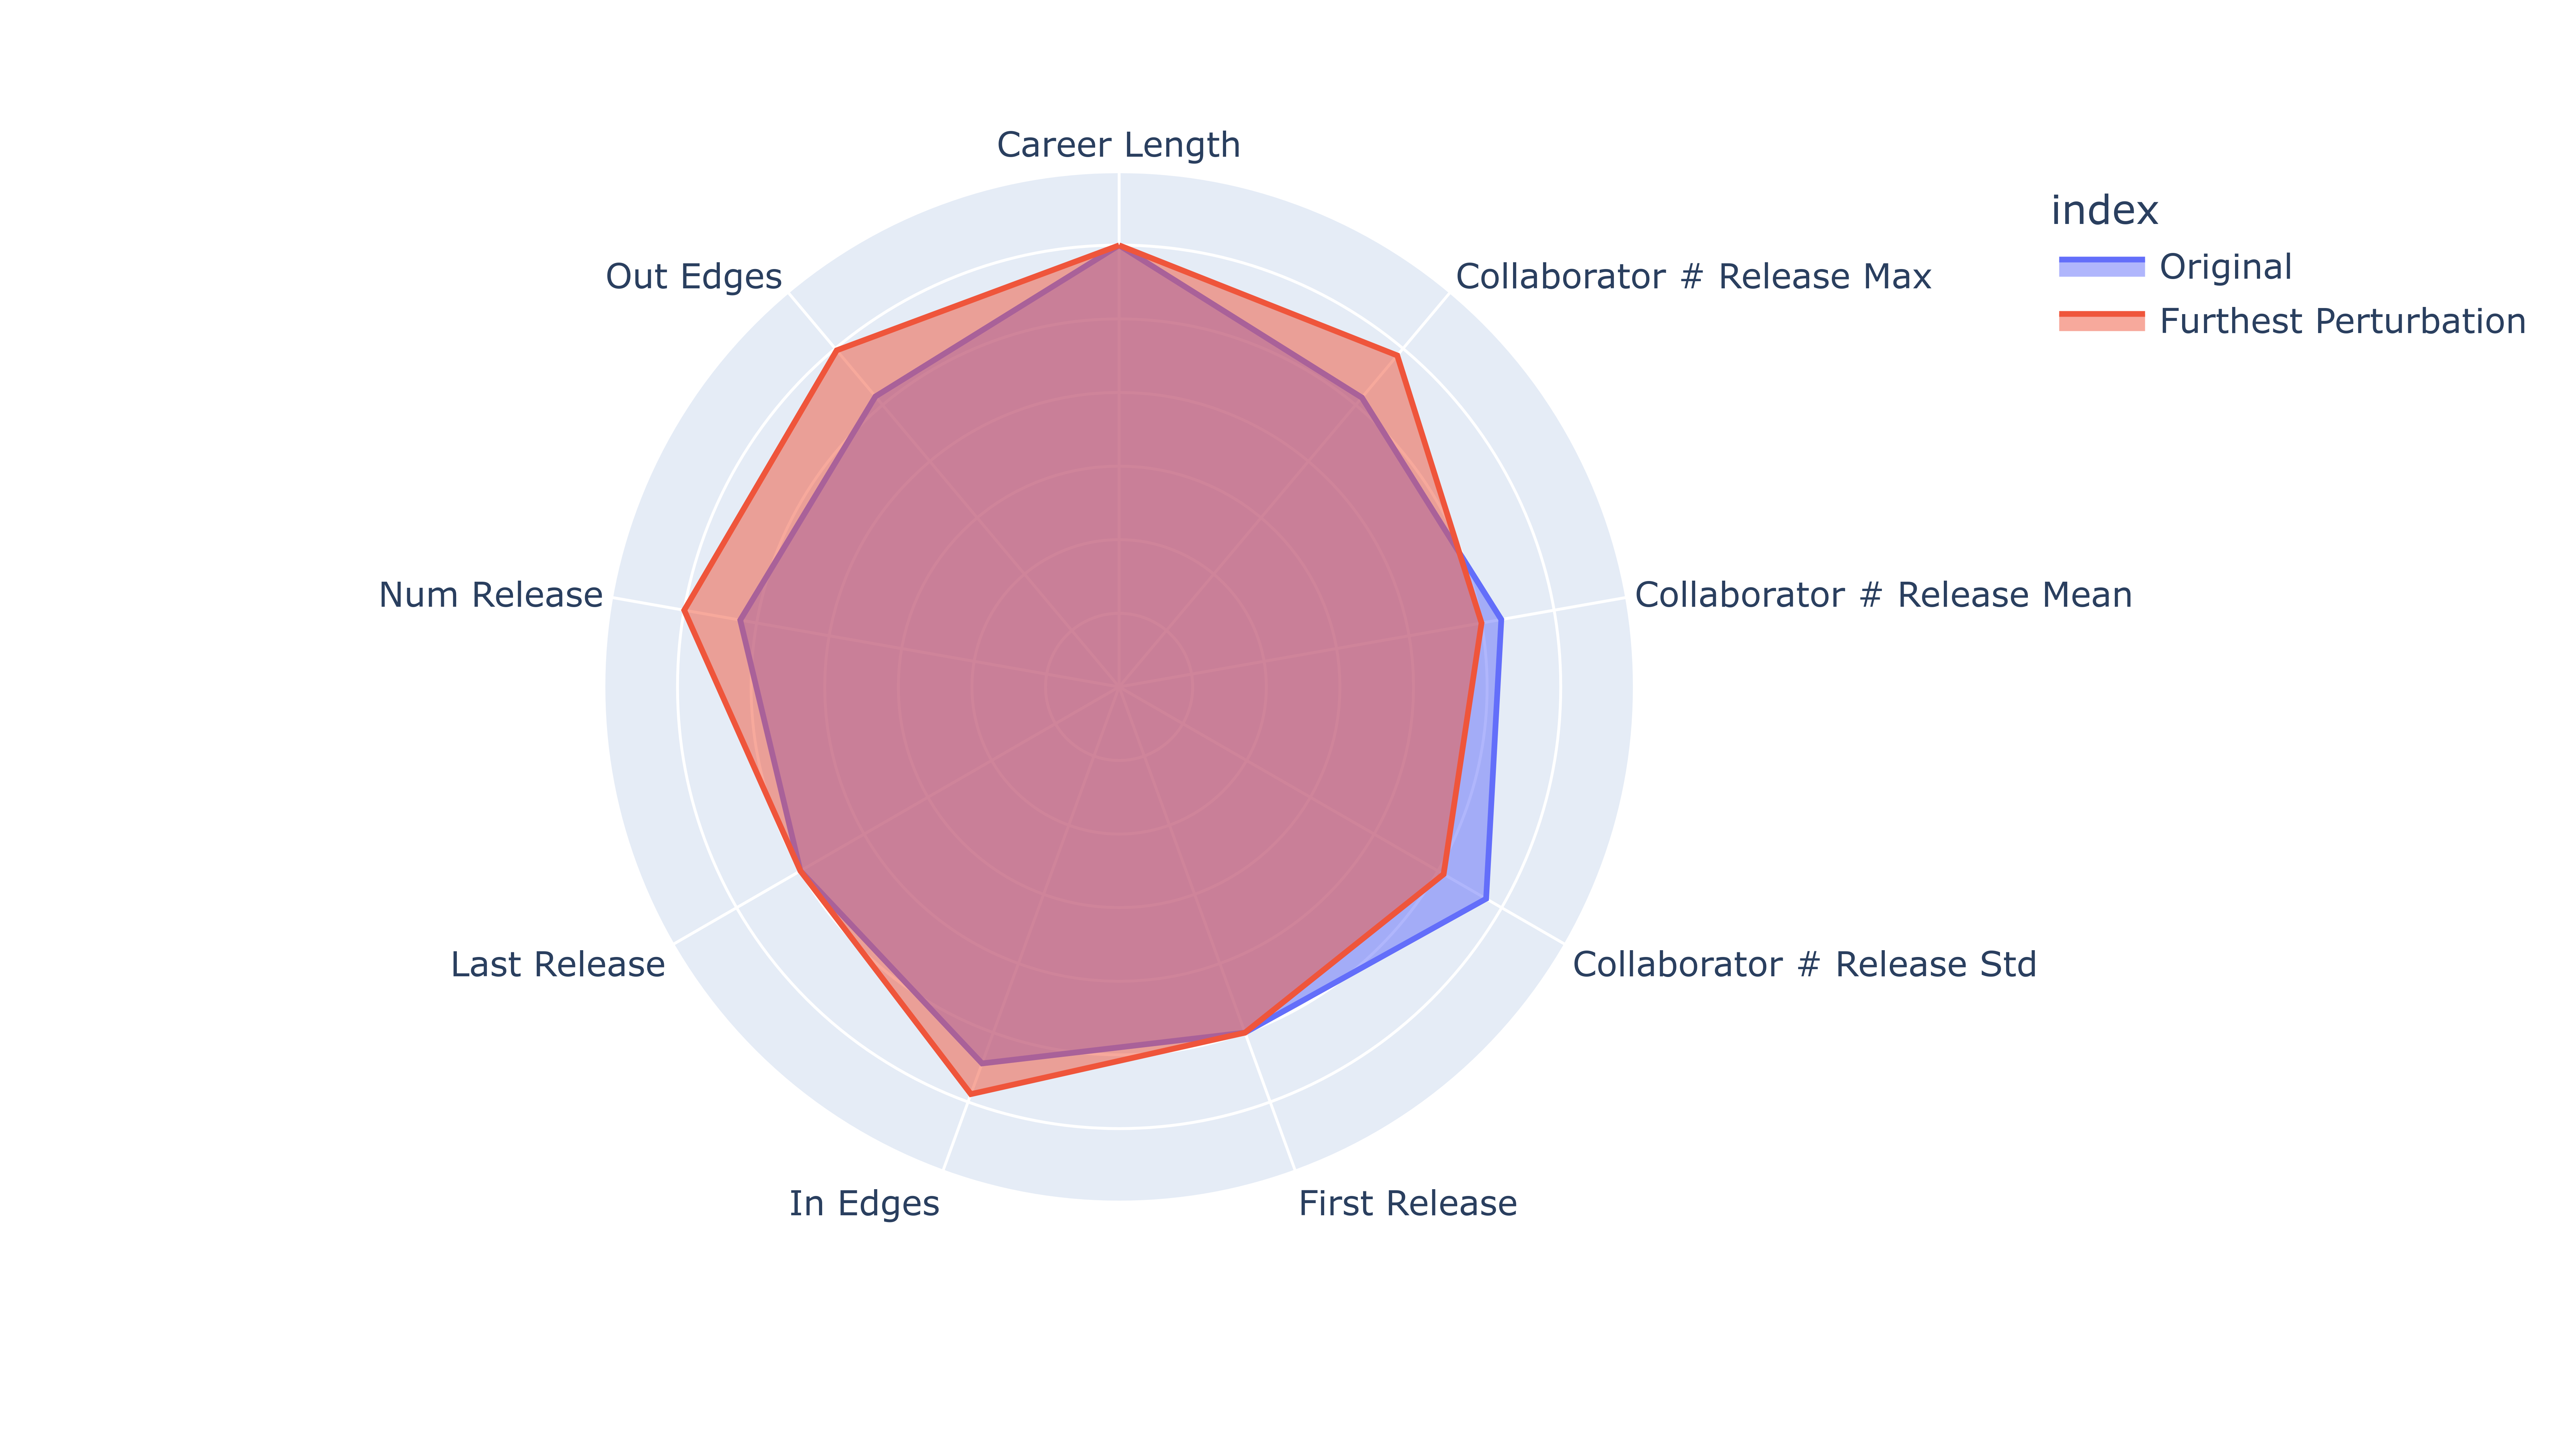 Career Length
Collaborator # Release Max
Collaborator # Release Mean
Collaborator # Release Std
First Release
In Edges
Last Release
Num Release
Out Edges
index
Original
Furthest Perturbation